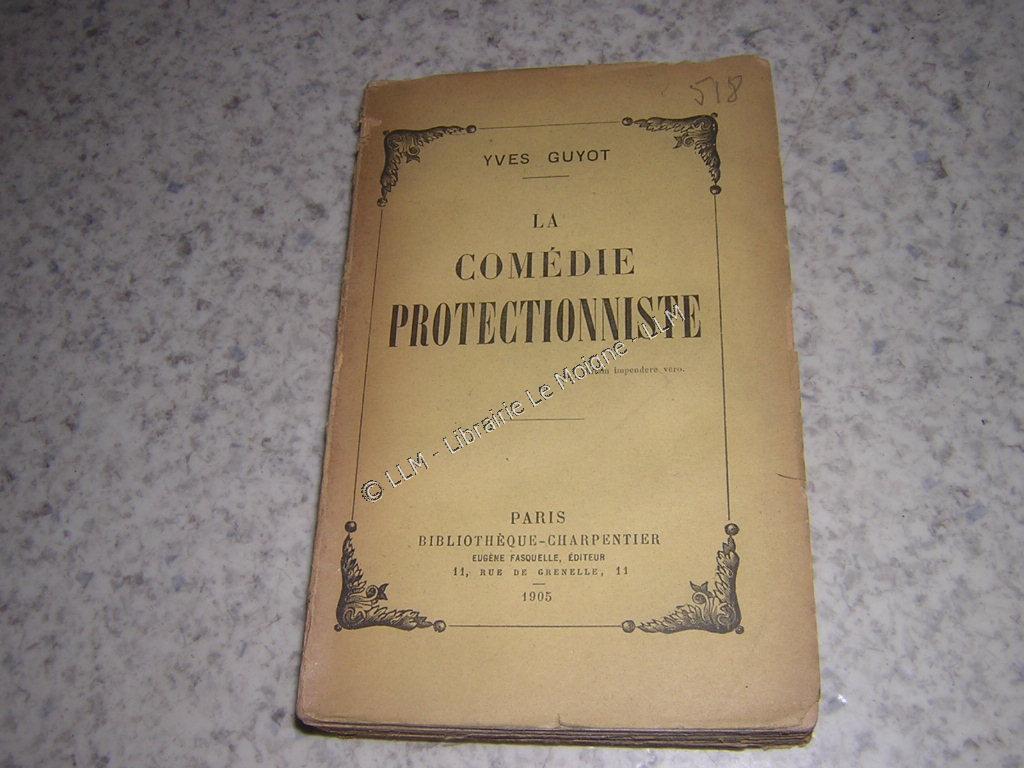 518
YVES GUYOT
LA
COMÉDIE
PROTECTIONNISTE
impendere vero.
© LLM - Librairie Le Moigne - LLM
PARIS
BIBLIOTHÈQUE-CHARPENTIER
EUGÈNE FASQUELLE, ÉDITEUR
11, RUE DE GRENELLE, 11
1905